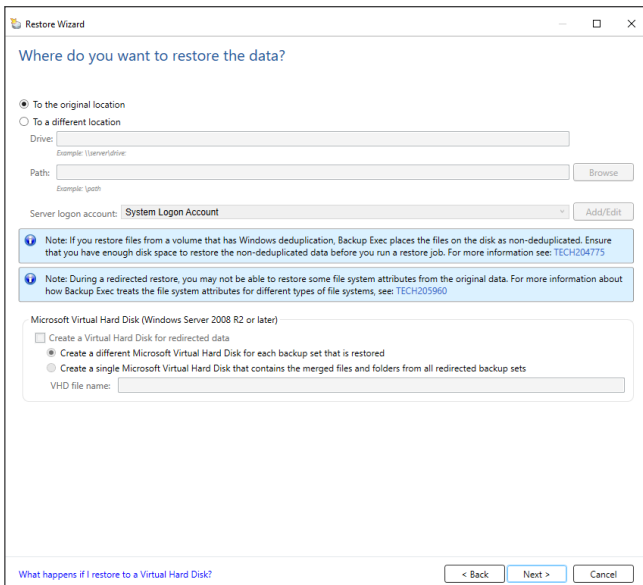 Restore Wizard
Where do you want to restore the data?
To the original location
To a different location
Drive:
Example: \\server\drive:
Path:
Browse
Example: \path
Server logon account: System Logon Account
Add/Edit
Note: If you restore files from a volume that has Windows deduplication, Backup Exec places the files on the disk as non-deduplicated. Ensure
that you have enough disk space to restore the non-deduplicated data before you run a restore job. For more information see: TECH204775
Note: During a redirected restore, you may not be able to restore some file system attributes from the original data. For more information about
how Backup Exec treats the file system attributes for different types of file systems, see: TECH205960
Microsoft Virtual Hard Disk (Windows Server 2008 R2 or later)
Create a Virtual Hard Disk for redirected data
Create a different Microsoft Virtual Hard Disk for each backup set that is restored
Create a single Microsoft Virtual Hard Disk that contains the merged files and folders from all redirected backup sets
VHD file name:
What happens if I restore to a Virtual Hard Disk?
< Back
Next >
Cancel